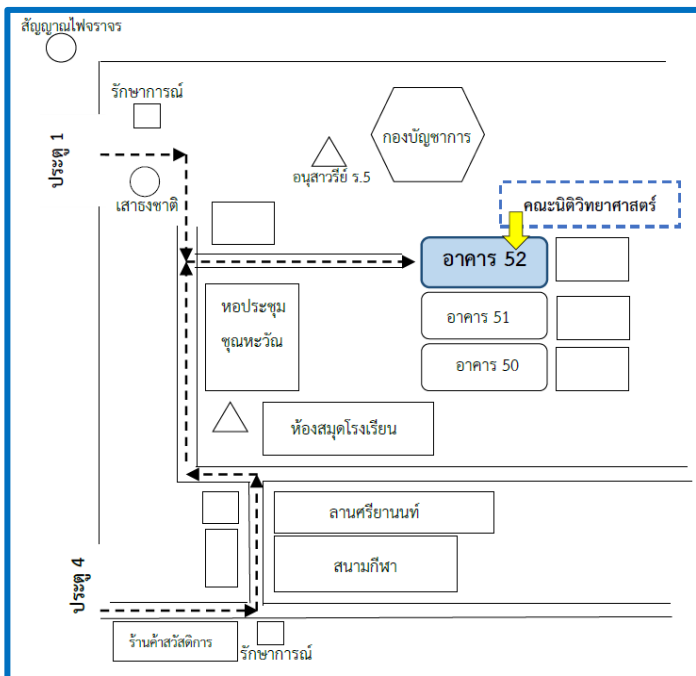 สัญญาณไฟจราจร
รักษาการณ์
ประตู 1
กองบัญชาการ
อนุสาวรีย์ ร.5
เสาธงชาติ
คณะนิติวิทยาศาสตร์
อาคาร 52
หอประชุม
ชุณหะวัณ
อาคาร 51
อาคาร 50
ห้องสมุดโรงเรียน
ลานศรียานนท์
สนามกีฬา
ประตู 4
ร้านค้าสวัสดิการ
รักษาการณ์